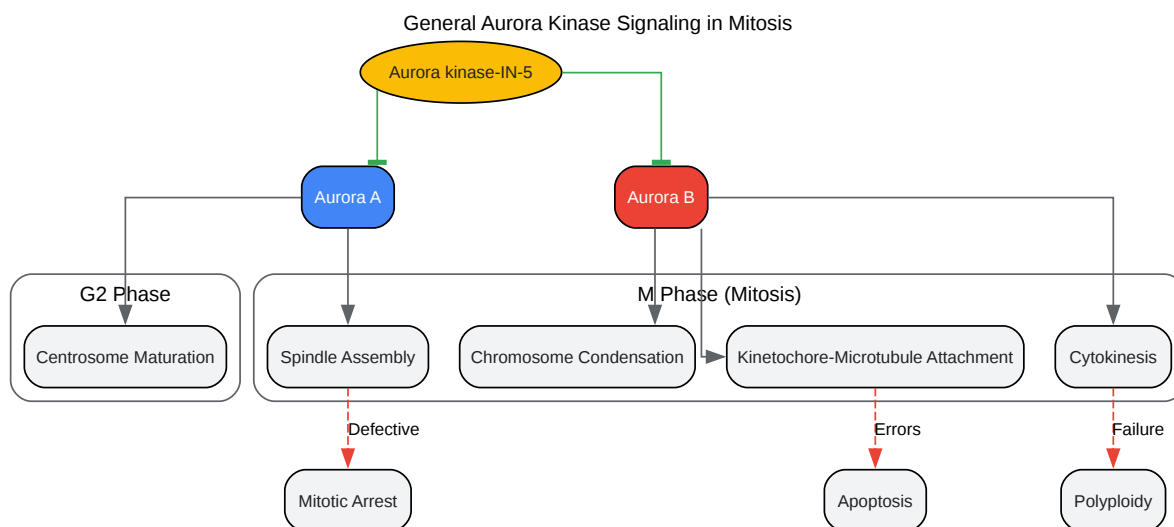 General Aurora Kinase Signaling in Mitosis
Aurora kinase-IN-5
Aurora A
Aurora B
G2 Phase
M Phase (Mitosis)
Centrosome Maturation
Spindle Assembly
Chromosome Condensation
Kinetochore-Microtubule Attachment
Cytokinesis
Defective
Errors
Failure
Mitotic Arrest
Apoptosis
Polyploidy